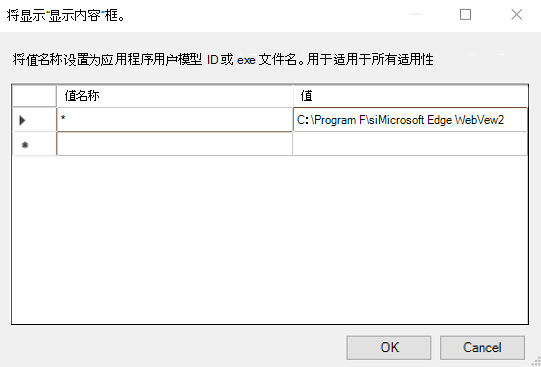 将显示“显示内容”框。
将值名称设置为应用程序用户模型 ID 或 exe 文件名。用于适用于所有适用性
值名称 值
* C: \Program F\siMicrosoft Edge WebVew2
OK Cancel